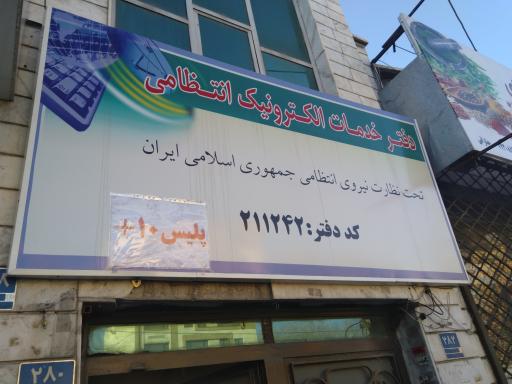 دفتر خدمات الکترونیک انتظامی
تحت نظارت نیروی انتظامی جمهوری اسلامی ایران
کد دفتر: ۲۱۱۲۴۲
پلیس +۱۰
۲۸۰
۲۸۲